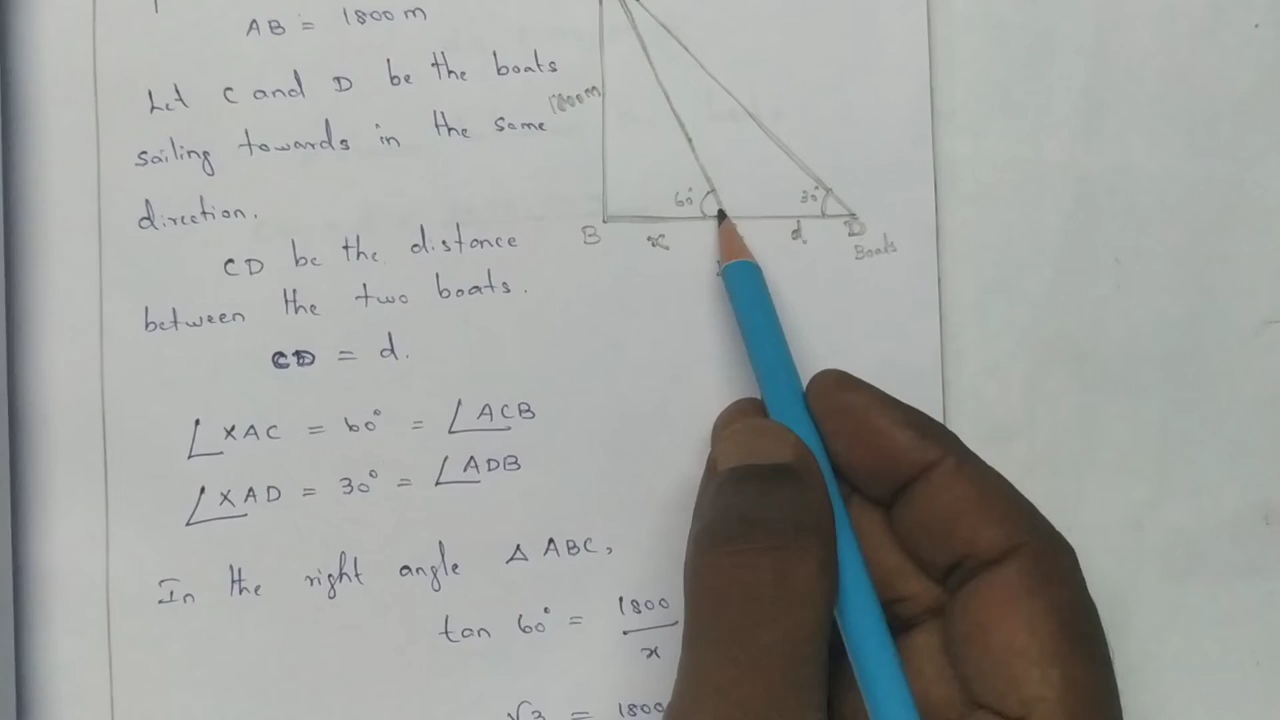 AB = 1800 m
Let C and D be the boats
sailing towards in the same
direction.
CD be the distance
between the two boats.
CD = d.
∠XAC = 60° = ∠ACB
∠XAD = 30° = ∠ADB
In the right angle Δ ABC,
tan 60° = 1800
x
√3 = 1800
1800m
60° 30°
B x d D
Boats